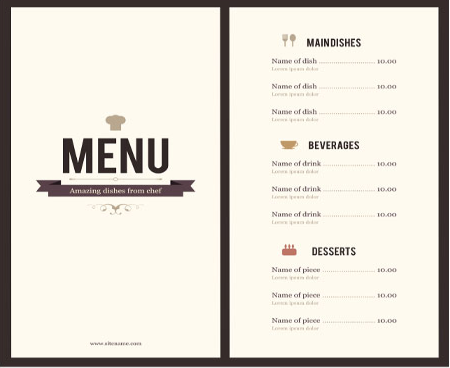 MENU
Amazing dishes from chef
www.sitename.com
MAIN DISHES
Name of dish .................... 10.00
Lorem ipsum dolor
Name of dish .................... 10.00
Lorem ipsum dolor
Name of dish .................... 10.00
Lorem ipsum dolor
BEVERAGES
Name of drink .................... 10.00
Lorem ipsum dolor
Name of drink .................... 10.00
Lorem ipsum dolor
Name of drink .................... 10.00
Lorem ipsum dolor
DESSERTS
Name of piece .................... 10.00
Lorem ipsum dolor
Name of piece .................... 10.00
Lorem ipsum dolor
Name of piece .................... 10.00
Lorem ipsum dolor